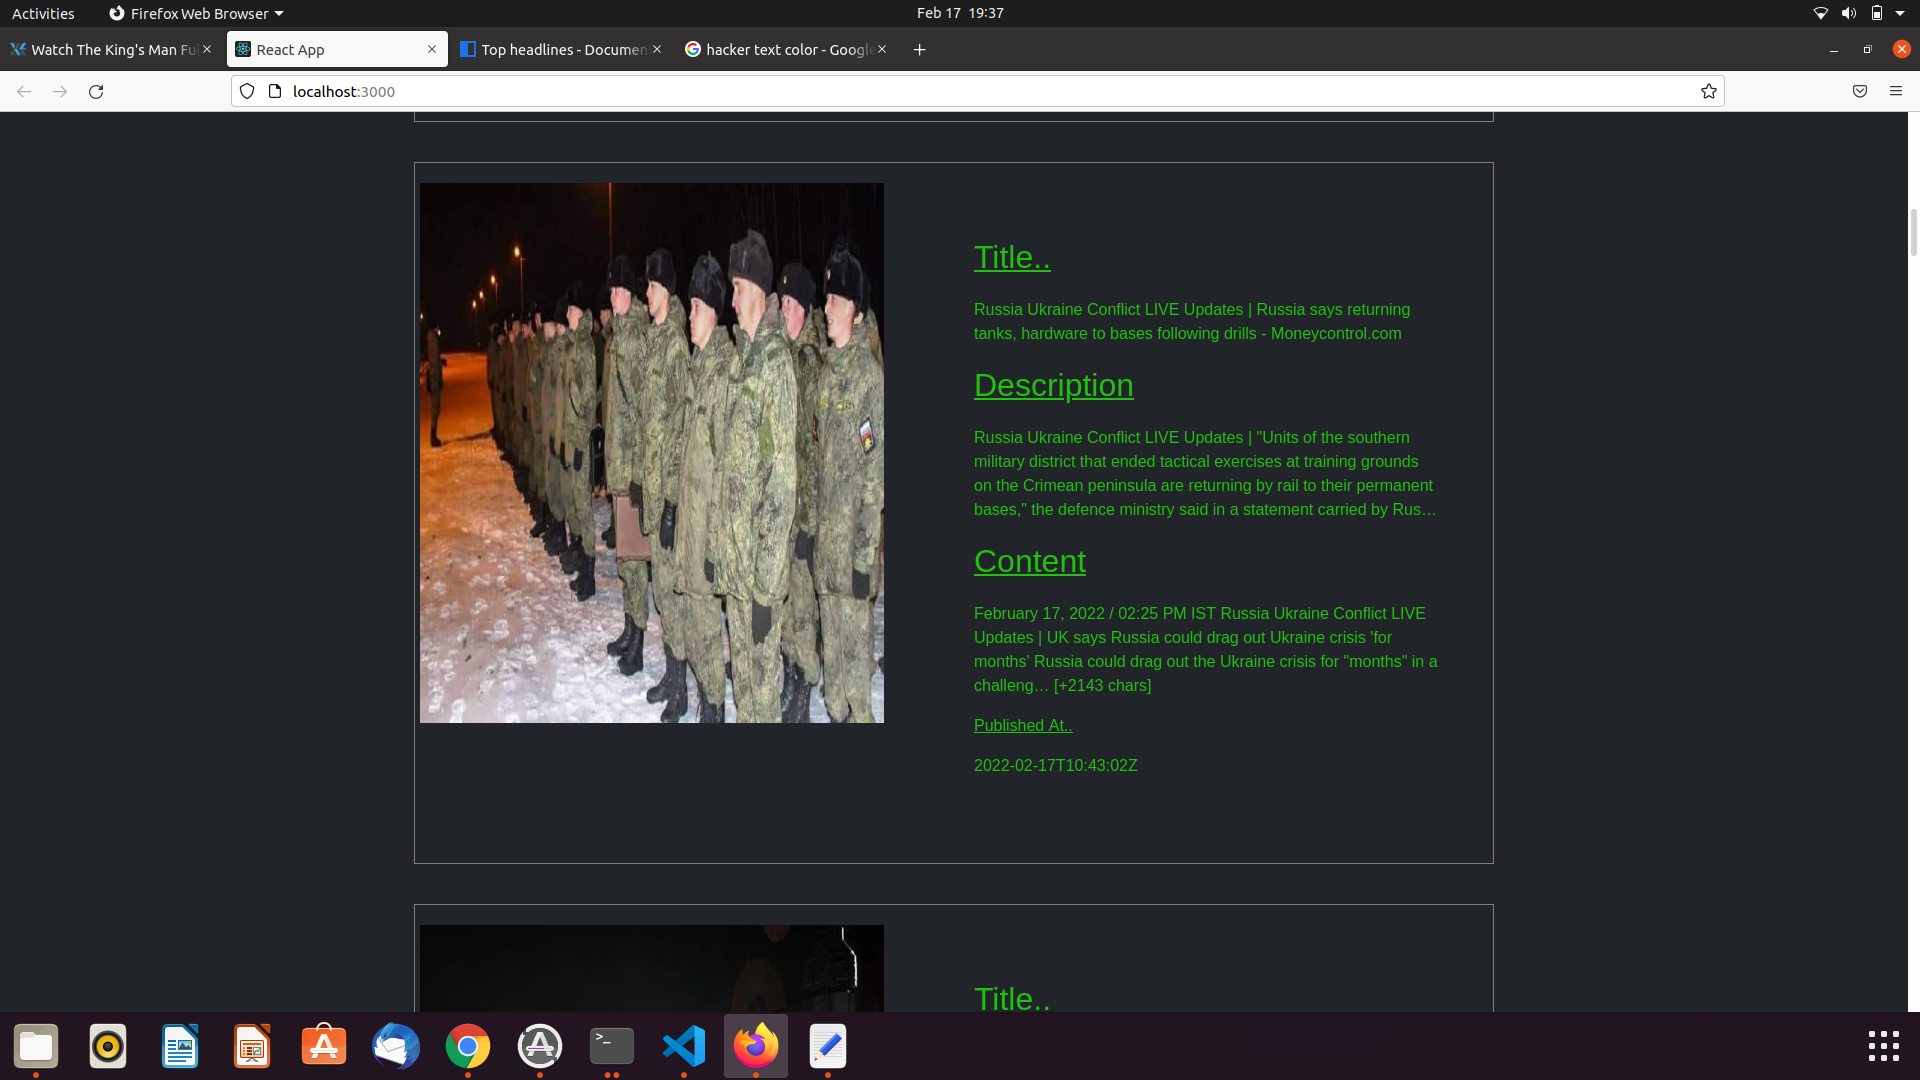 Activities
Firefox Web Browser
Feb 17 19:37
Watch The King's Man Ful
React App
Top headlines - Documen
hacker text color - Google
localhost:3000
Title..
Russia Ukraine Conflict LIVE Updates | Russia says returning
tanks, hardware to bases following drills - Moneycontrol.com
Description
Russia Ukraine Conflict LIVE Updates | "Units of the southern
military district that ended tactical exercises at training grounds
on the Crimean peninsula are returning by rail to their permanent
bases," the defence ministry said in a statement carried by Rus…
Content
February 17, 2022 / 02:25 PM IST Russia Ukraine Conflict LIVE
Updates | UK says Russia could drag out Ukraine crisis 'for
months' Russia could drag out the Ukraine crisis for "months" in a
challeng… [+2143 chars]
Published At..
2022-02-17T10:43:02Z
Title..